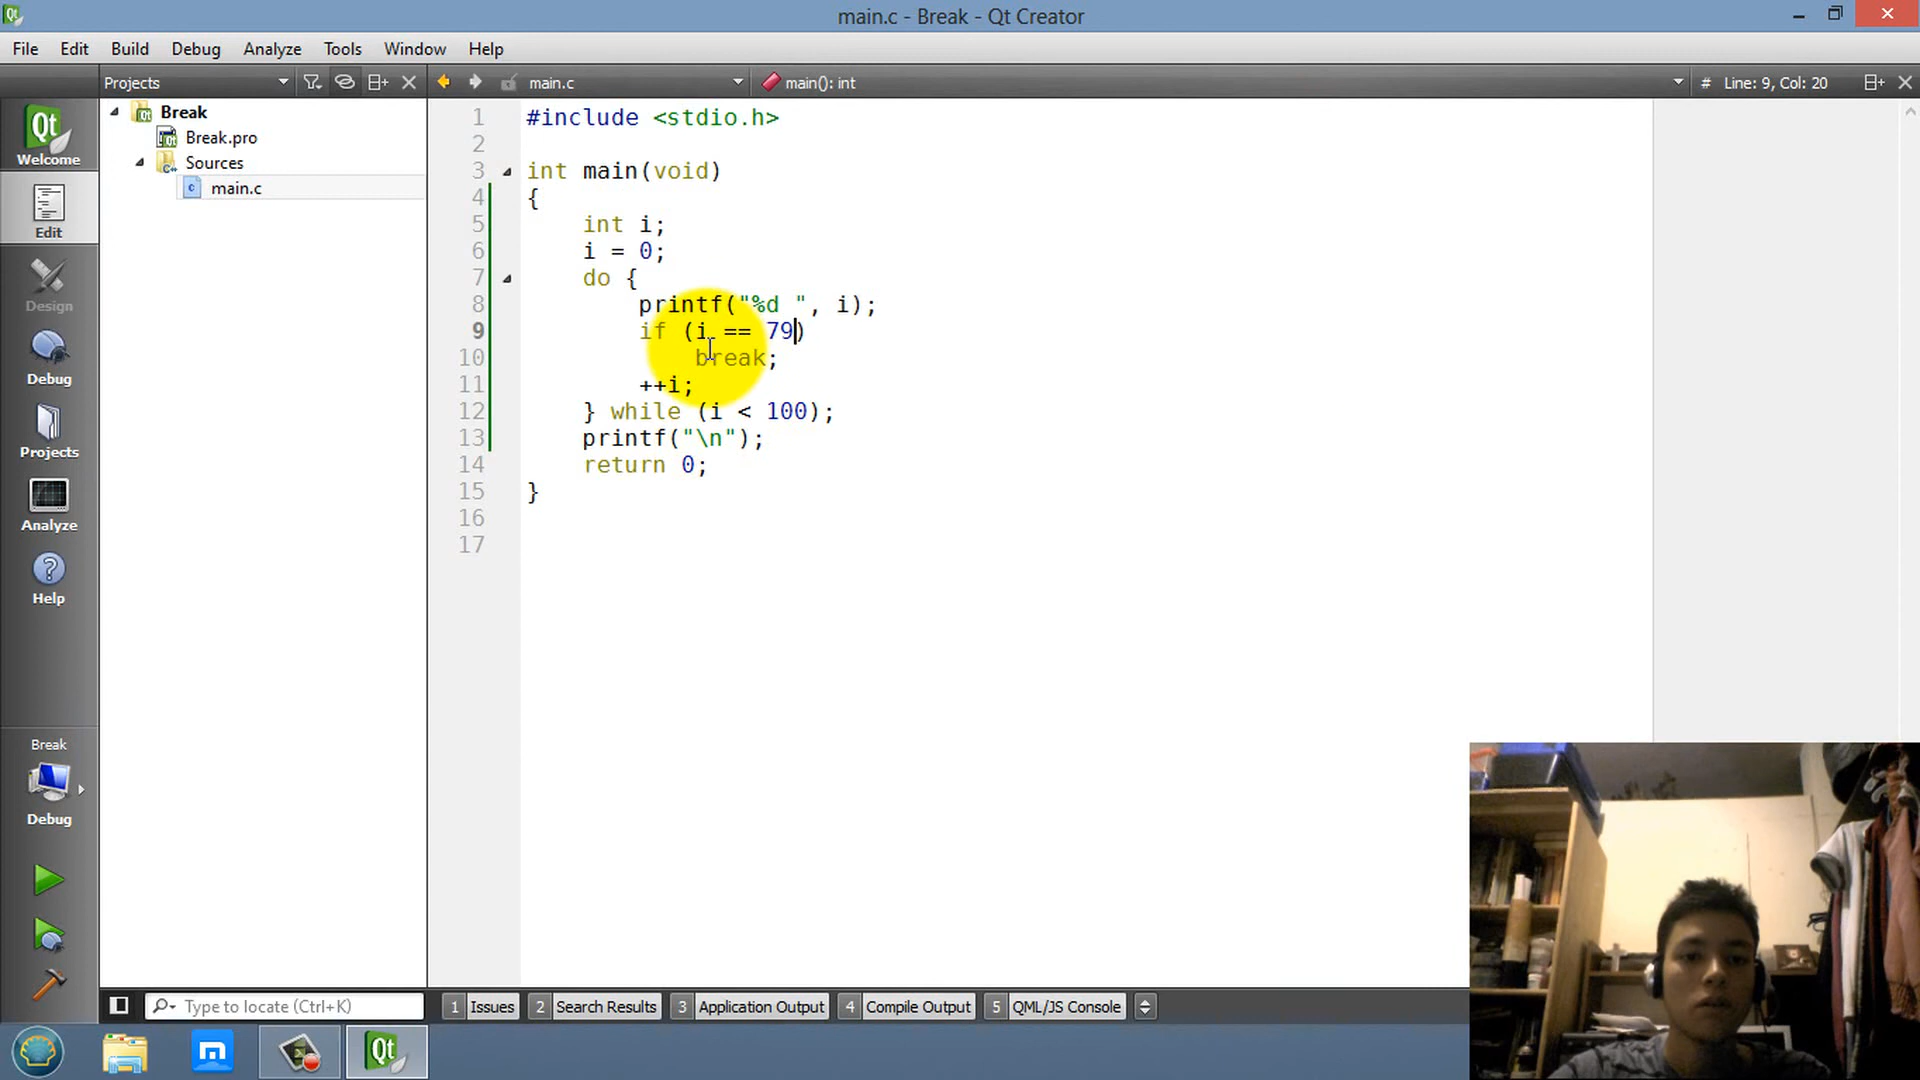 main.c - Break - Qt Creator
File Edit Build Debug Analyze Tools Window Help
Projects main.c main(): int # Line: 9, Col: 20
Qt
Welcome
Edit
Design
Debug
Projects
Analyze
Help
Break
Debug
Break
Break.pro
Sources
main.c
1 #include <stdio.h>
2
3 int main(void)
4 {
5 int i;
6 i = 0;
7 do {
8 printf("%d ", i);
9 if (i == 79)
10 break;
11 ++i;
12 } while (i < 100);
13 printf("\n");
14 return 0;
15 }
16
17
Type to locate (Ctrl+K) 1 Issues 2 Search Results 3 Application Output 4 Compile Output 5 QML/JS Console
Qt